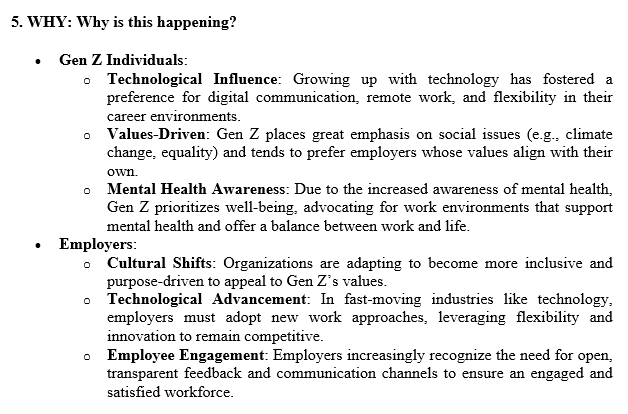 5. WHY: Why is this happening?
• Gen Z Individuals:
o Technological Influence: Growing up with technology has fostered a
preference for digital communication, remote work, and flexibility in their
career environments.
o Values-Driven: Gen Z places great emphasis on social issues (e.g., climate
change, equality) and tends to prefer employers whose values align with their
own.
o Mental Health Awareness: Due to the increased awareness of mental health,
Gen Z prioritizes well-being, advocating for work environments that support
mental health and offer a balance between work and life.
• Employers:
o Cultural Shifts: Organizations are adapting to become more inclusive and
purpose-driven to appeal to Gen Z's values.
o Technological Advancement: In fast-moving industries like technology,
employers must adopt new work approaches, leveraging flexibility and
innovation to remain competitive.
o Employee Engagement: Employers increasingly recognize the need for open,
transparent feedback and communication channels to ensure an engaged and
satisfied workforce.